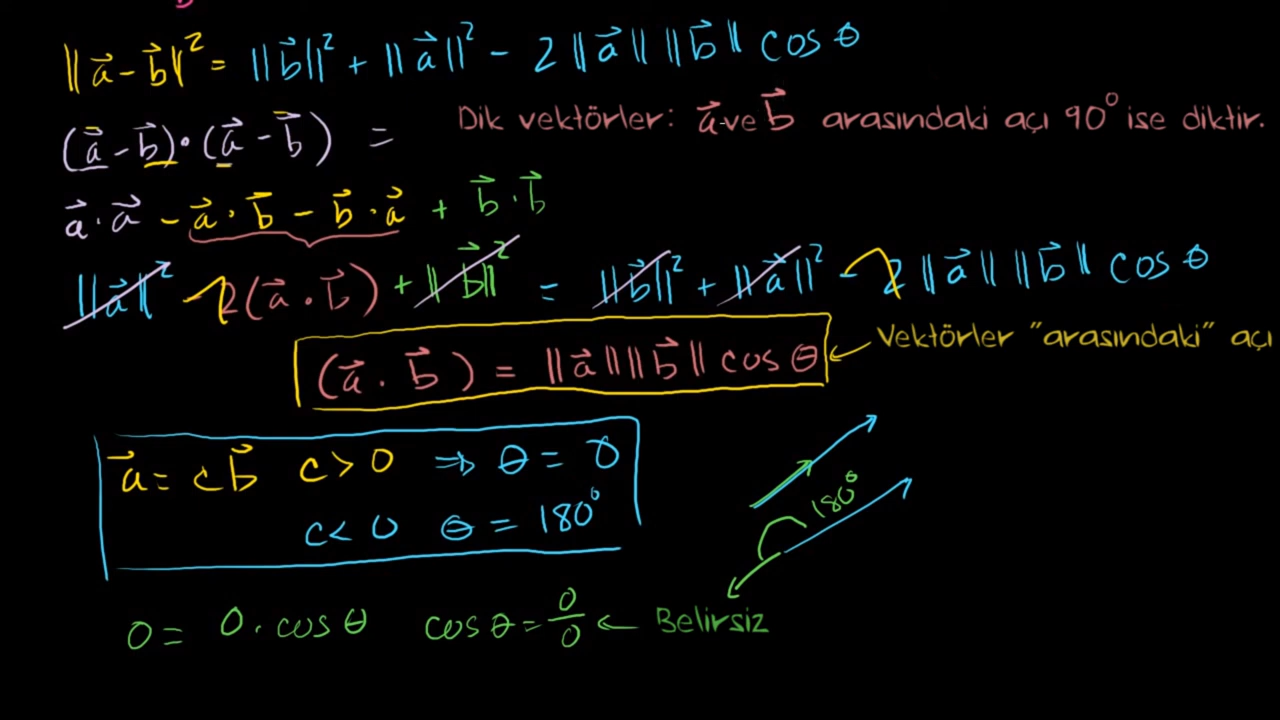 ‖a⃗ - b⃗‖² = ‖b⃗‖² + ‖a⃗‖² - 2 ‖a⃗‖ ‖b⃗‖ cos θ
(a⃗ - b⃗) · (a⃗ - b⃗) =
Dik vektörler: a⃗ ve b⃗ arasındaki açı 90° ise diktir.
a⃗ · a⃗ - a⃗ · b⃗ - b⃗ · a⃗ + b⃗ · b⃗
‖a⃗‖² - 2(a⃗ · b⃗) + ‖b⃗‖² = ‖b⃗‖² + ‖a⃗‖² - 2 ‖a⃗‖ ‖b⃗‖ cos θ
(a⃗ · b⃗) = ‖a⃗‖ ‖b⃗‖ cos θ
Vektörler "arasındaki" açı
a⃗ = c b⃗ c > 0 ⇒ θ = 0
c < 0 θ = 180°
180°
0 = 0 · cos θ cos θ = 0/0 ← Belirsiz